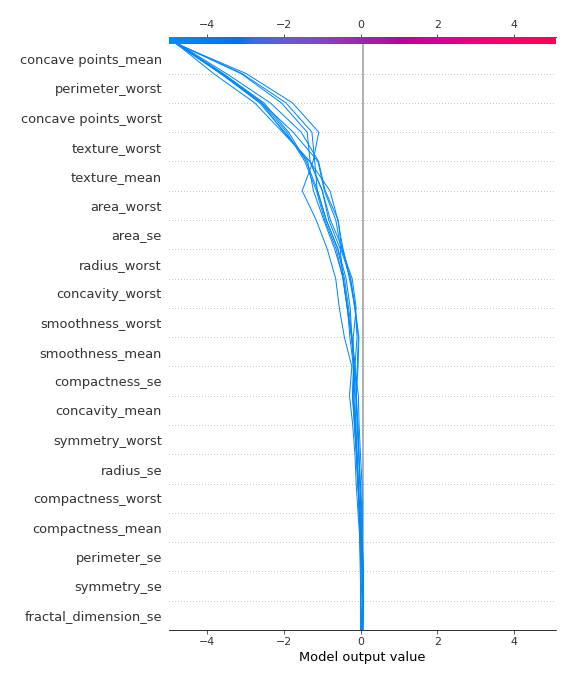 −4 −2 0 2 4
concave points_mean
perimeter_worst
concave points_worst
texture_worst
texture_mean
area_worst
area_se
radius_worst
concavity_worst
smoothness_worst
smoothness_mean
compactness_se
concavity_mean
symmetry_worst
radius_se
compactness_worst
compactness_mean
perimeter_se
symmetry_se
fractal_dimension_se
−4 −2 0 2 4
Model output value